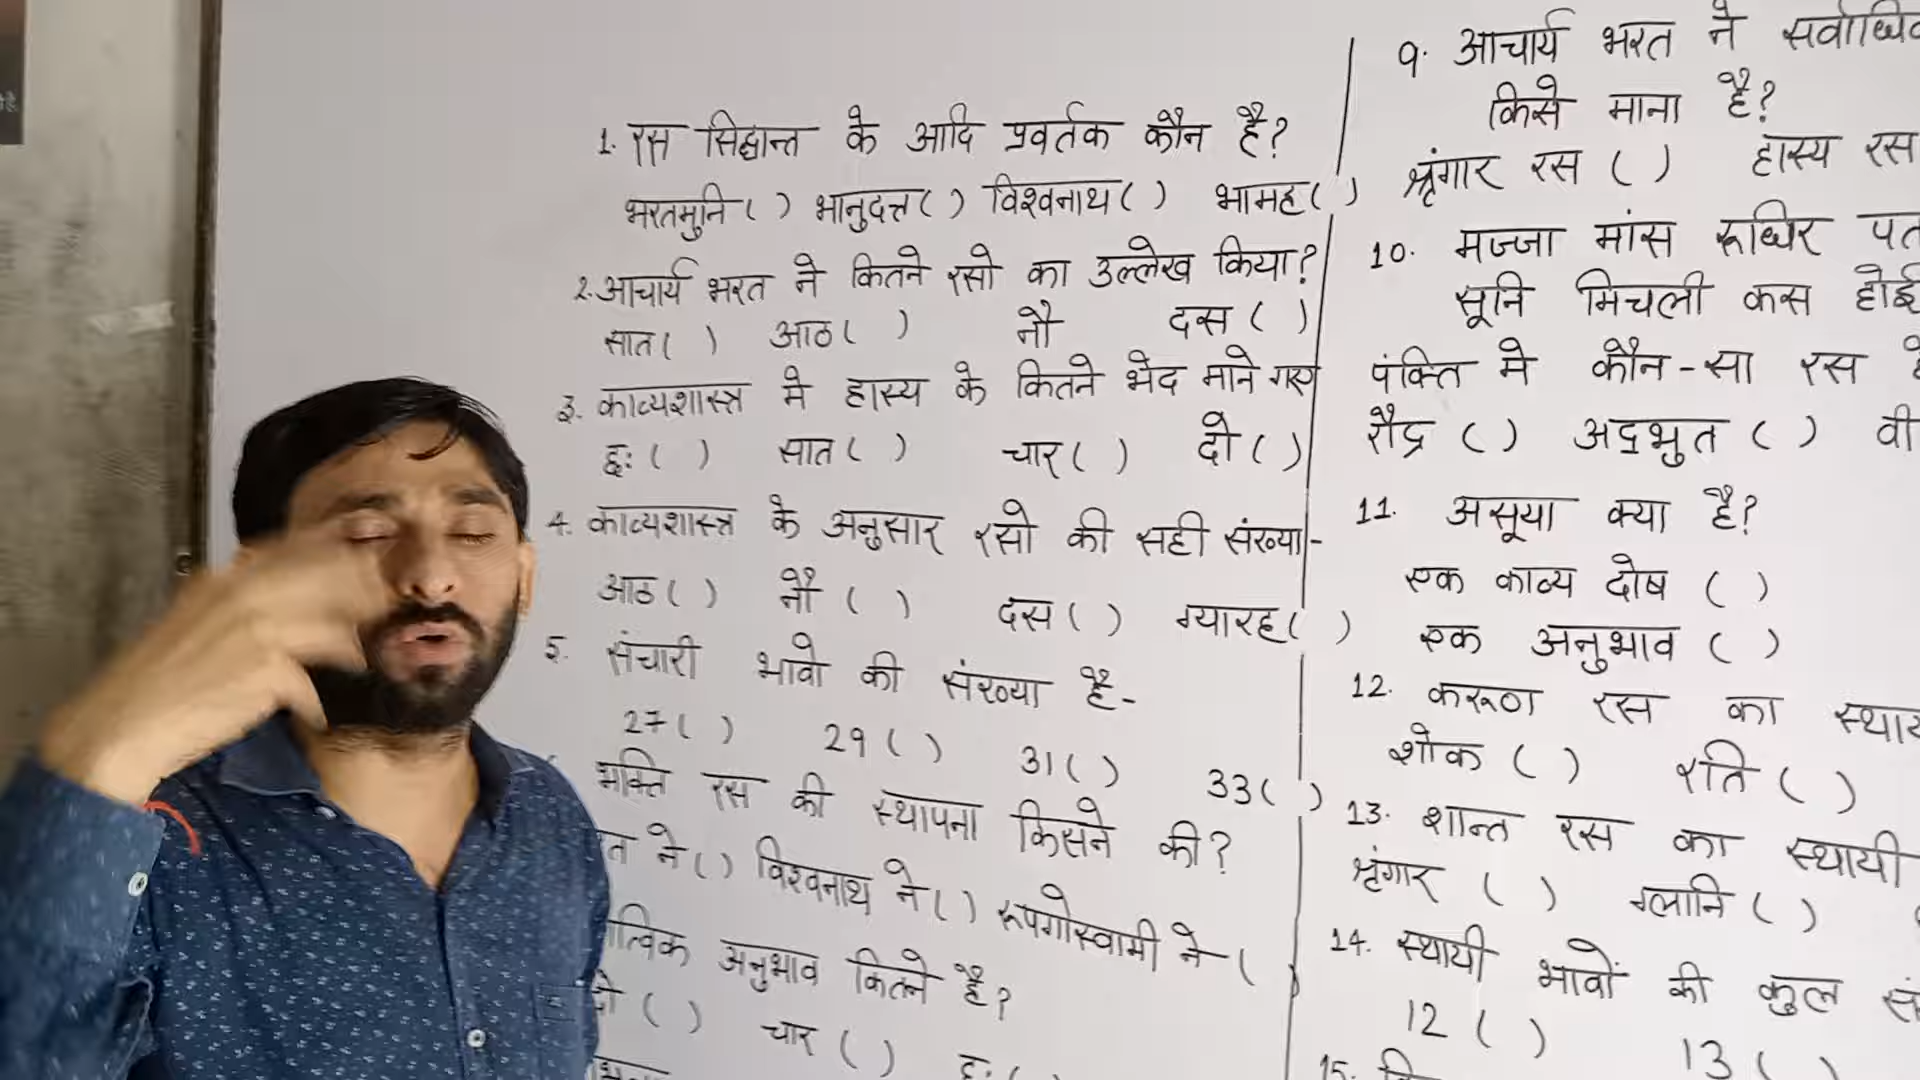 1. रस सिद्धान्त के आदि प्रवर्तक कौन है?
भरतमुनि ( ) भानुदत्त ( ) विश्वनाथ ( ) भामह ( )
2. आचार्य भरत ने कितने रसो का उल्लेख किया?
सात ( ) आठ ( ) नौ दस ( )
3. काव्यशास्त्र मे हास्य के कितने भेद माने गए
छः ( ) सात ( ) चार ( ) दो ( )
4. काव्यशास्त्र के अनुसार रसो की सही संख्या-
आठ ( ) नौ ( ) दस ( ) ग्यारह ( )
5. संचारी भावो की संख्या है-
27 ( ) 29 ( ) 31 ( ) 33 ( )
भक्ति रस की स्थापना किसने की?
ने ( ) विश्वनाथ ने ( ) रूपगोस्वामी ने ( )
अनुभाव कितने है?
( ) चार ( ) छः (
9. आचार्य भरत ने
किसे माना है?
श्रृंगार रस ( ) हास्य रस
10. मज्जा मांस रूधिर
सूनि मिचली कस होई
पंक्ति मे कौन-सा रस
रौद्र ( ) अद्भुत ( )
11. असूया क्या है?
एक काव्य दोष ( )
एक अनुभाव ( )
12. करूण रस का
शोक ( ) रति ( )
13. शान्त रस का स्थायी
श्रृंगार ( ) ग्लानि ( )
14. स्थायी भावों की कुल
12 ( ) 13 ( )
15.